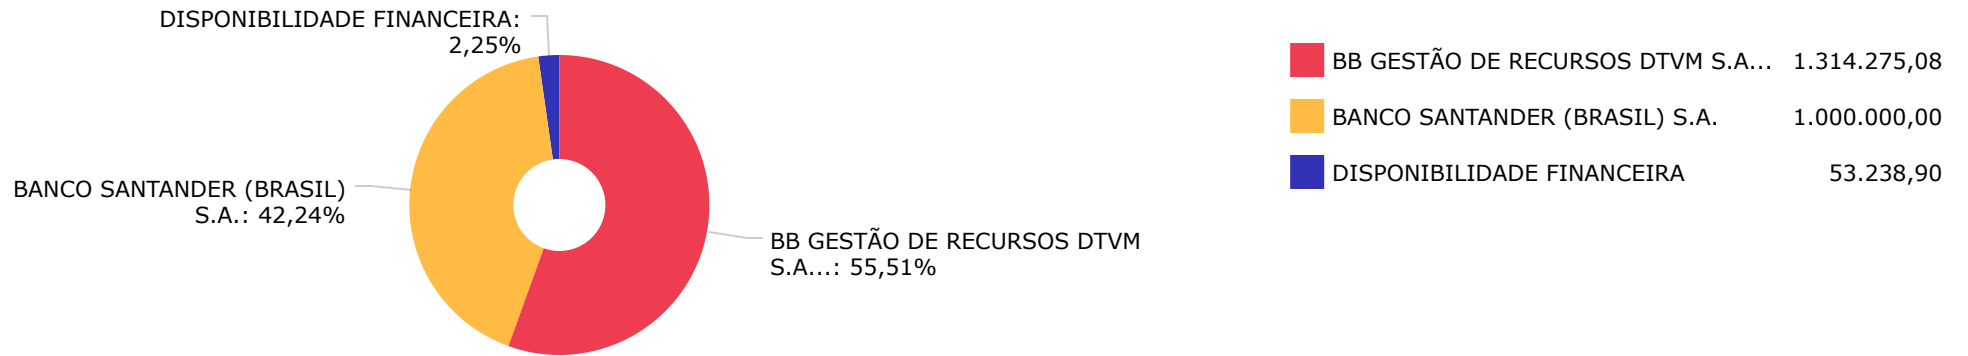 DISPONIBILIDADE FINANCEIRA:
2,25%
BANCO SANTANDER (BRASIL)
S.A.: 42,24%
BB GESTÃO DE RECURSOS DTVM
S.A...: 55,51%
BB GESTÃO DE RECURSOS DTVM S.A... 1.314.275,08
BANCO SANTANDER (BRASIL) S.A. 1.000.000,00
DISPONIBILIDADE FINANCEIRA 53.238,90